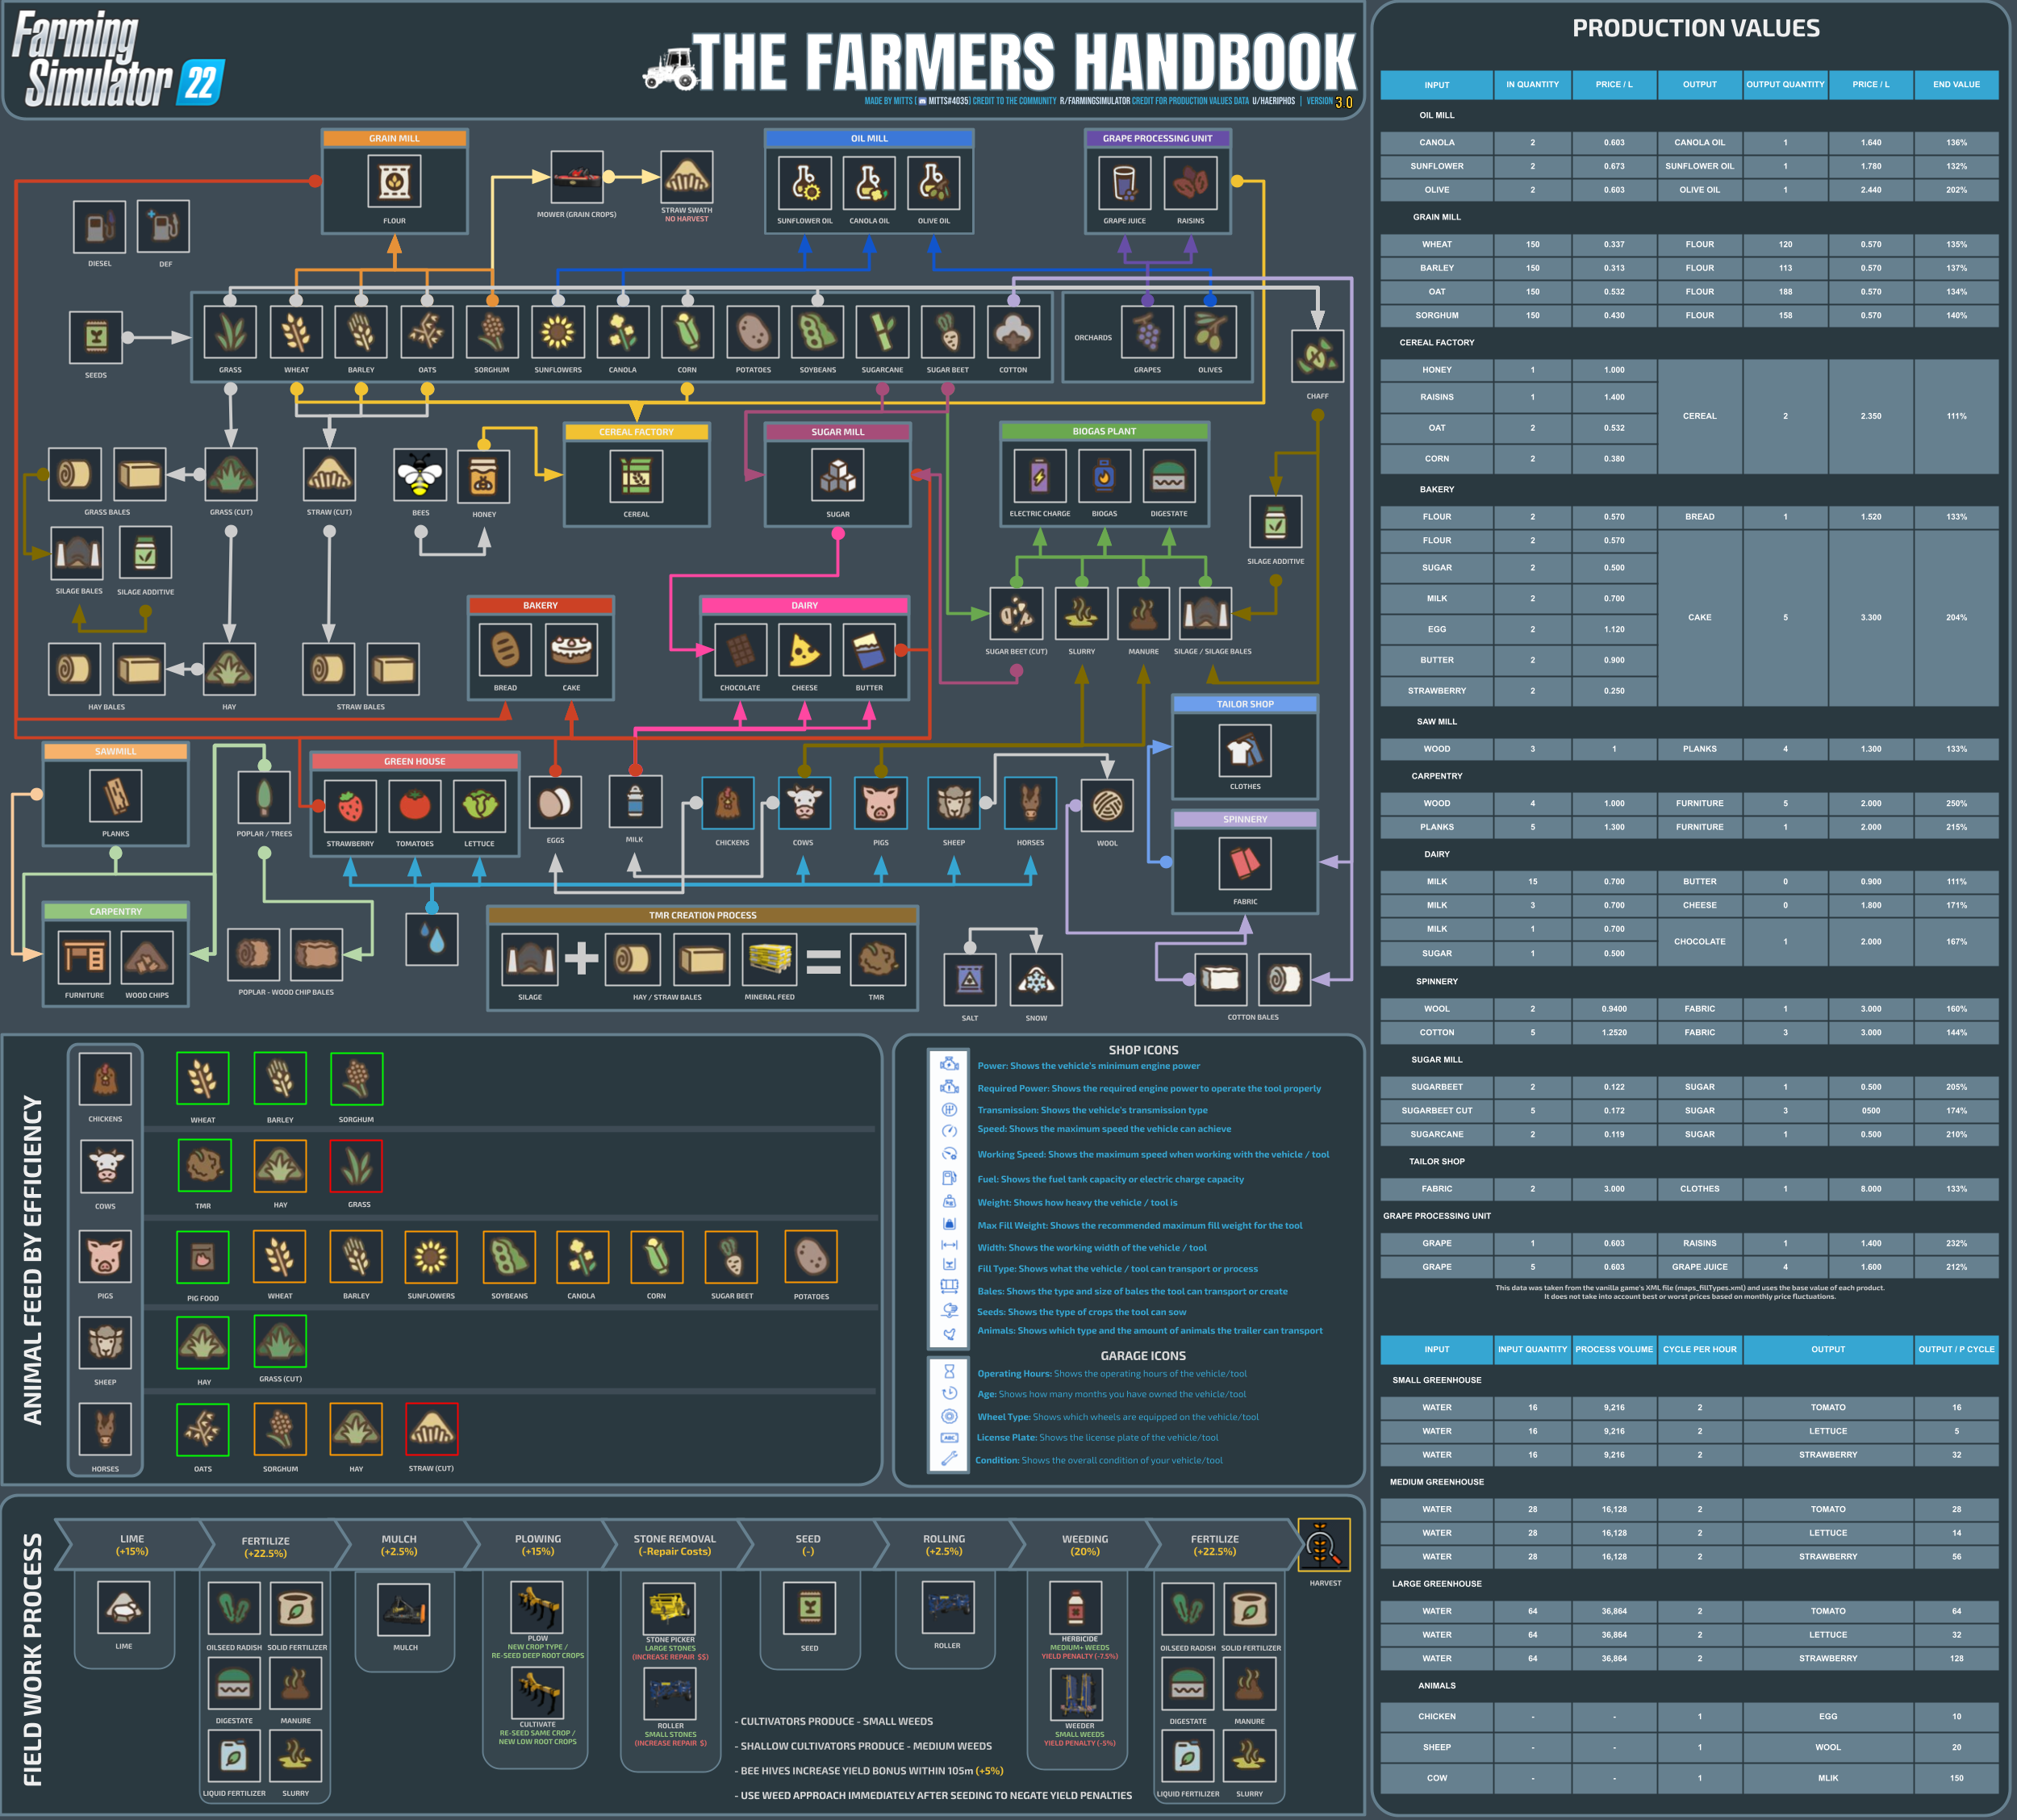 Farming
Simulator 22
THE FARMERS HANDBOOK
MADE BY MITTS [ MITTS#4035] CREDIT TO THE COMMUNITY R/FARMINGSIMULATOR CREDIT FOR PRODUCTION VALUES DATA U/HAERIPHOS | VERSION 3.0
GRAIN MILL
FLOUR
MOWER (GRAIN CROPS)
STRAW SWATH
NO HARVEST
OIL MILL
SUNFLOWER OIL CANOLA OIL OLIVE OIL
GRAPE PROCESSING UNIT
GRAPE JUICE RAISINS
DIESEL DEF
SEEDS
GRASS WHEAT BARLEY OATS SORGHUM SUNFLOWERS CANOLA CORN POTATOES SOYBEANS SUGARCANE SUGAR BEET COTTON
ORCHARDS
GRAPES OLIVES
CHAFF
GRASS BALES GRASS (CUT) STRAW (CUT) BEES HONEY
CEREAL FACTORY
CEREAL
SUGAR MILL
SUGAR
BIOGAS PLANT
ELECTRIC CHARGE BIOGAS DIGESTATE
SILAGE ADDITIVE
SILAGE BALES SILAGE ADDITIVE
BAKERY
BREAD CAKE
DAIRY
CHOCOLATE CHEESE BUTTER
SUGAR BEET (CUT) SLURRY MANURE SILAGE / SILAGE BALES
HAY BALES HAY STRAW BALES
TAILOR SHOP
CLOTHES
SAWMILL
PLANKS
POPLAR / TREES
GREEN HOUSE
STRAWBERRY TOMATOES LETTUCE
EGGS MILK CHICKENS COWS PIGS SHEEP HORSES WOOL
SPINNERY
FABRIC
CARPENTRY
FURNITURE WOOD CHIPS
POPLAR - WOOD CHIP BALES
TMR CREATION PROCESS
SILAGE + HAY / STRAW BALES MINERAL FEED = TMR
SALT SNOW
COTTON BALES
ANIMAL FEED BY EFFICIENCY
CHICKENS WHEAT BARLEY SORGHUM
COWS TMR HAY GRASS
PIGS PIG FOOD WHEAT BARLEY SUNFLOWERS SOYBEANS CANOLA CORN SUGAR BEET POTATOES
SHEEP HAY GRASS (CUT)
HORSES OATS SORGHUM HAY STRAW (CUT)
SHOP ICONS
Power: Shows the vehicle's minimum engine power
Required Power: Shows the required engine power to operate the tool properly
Transmission: Shows the vehicle's transmission type
Speed: Shows the maximum speed the vehicle can achieve
Working Speed: Shows the maximum speed when working with the vehicle / tool
Fuel: Shows the fuel tank capacity or electric charge capacity
Weight: Shows how heavy the vehicle / tool is
Max Fill Weight: Shows the recommended maximum fill weight for the tool
Width: Shows the working width of the vehicle / tool
Fill Type: Shows what the vehicle / tool can transport or process
Bales: Shows the type and size of bales the tool can transport or create
Seeds: Shows the type of crops the tool can sow
Animals: Shows which type and the amount of animals the trailer can transport
GARAGE ICONS
Operating Hours: Shows the operating hours of the vehicle/tool
Age: Shows how many months you have owned the vehicle/tool
Wheel Type: Shows which wheels are equipped on the vehicle/tool
License Plate: Shows the license plate of the vehicle/tool
Condition: Shows the overall condition of your vehicle/tool
FIELD WORK PROCESS
LIME FERTILIZE MULCH PLOWING STONE REMOVAL SEED ROLLING WEEDING FERTILIZE
(+15%) (+22.5%) (+2.5%) (+15%) (-Repair Costs) (-) (+2.5%) (20%) (+22.5%)
HARVEST
LIME
OILSEED RADISH SOLID FERTILIZER
DIGESTATE MANURE
LIQUID FERTILIZER SLURRY
MULCH
PLOW
NEW CROP TYPE /
RE-SEED DEEP ROOT CROPS
CULTIVATE
RE-SEED SAME CROP /
NEW LOW ROOT CROPS
STONE PICKER
LARGE STONES
(INCREASE REPAIR $$)
ROLLER
SMALL STONES
(INCREASE REPAIR $)
SEED
ROLLER
HERBICIDE
MEDIUM+ WEEDS
YIELD PENALTY (-7.5%)
WEEDER
SMALL WEEDS
YIELD PENALTY (-5%)
OILSEED RADISH SOLID FERTILIZER
DIGESTATE MANURE
LIQUID FERTILIZER SLURRY
- CULTIVATORS PRODUCE - SMALL WEEDS
- SHALLOW CULTIVATORS PRODUCE - MEDIUM WEEDS
- BEE HIVES INCREASE YIELD BONUS WITHIN 105m (+5%)
- USE WEED APPROACH IMMEDIATELY AFTER SEEDING TO NEGATE YIELD PENALTIES
PRODUCTION VALUES
INPUT IN QUANTITY PRICE / L OUTPUT OUTPUT QUANTITY PRICE / L END VALUE
OIL MILL
CANOLA 2 0.603 CANOLA OIL 1 1.640 136%
SUNFLOWER 2 0.673 SUNFLOWER OIL 1 1.780 132%
OLIVE 2 0.603 OLIVE OIL 1 2.440 202%
GRAIN MILL
WHEAT 150 0.337 FLOUR 120 0.570 135%
BARLEY 150 0.313 FLOUR 113 0.570 137%
OAT 150 0.532 FLOUR 188 0.570 134%
SORGHUM 150 0.430 FLOUR 158 0.570 140%
CEREAL FACTORY
HONEY 1 1.000
RAISINS 1 1.400
CEREAL 2 2.350 111%
OAT 2 0.532
CORN 2 0.380
BAKERY
FLOUR 2 0.570 BREAD 1 1.520 133%
FLOUR 2 0.570
SUGAR 2 0.500
MILK 2 0.700
CAKE 5 3.300 204%
EGG 2 1.120
BUTTER 2 0.900
STRAWBERRY 2 0.250
SAW MILL
WOOD 3 1 PLANKS 4 1.300 133%
CARPENTRY
WOOD 4 1.000 FURNITURE 5 2.000 250%
PLANKS 5 1.300 FURNITURE 1 2.000 215%
DAIRY
MILK 15 0.700 BUTTER 0 0.900 111%
MILK 3 0.700 CHEESE 0 1.800 171%
MILK 1 0.700
CHOCOLATE 1 2.000 167%
SUGAR 1 0.500
SPINNERY
WOOL 2 0.9400 FABRIC 1 3.000 160%
COTTON 5 1.2520 FABRIC 3 3.000 144%
SUGAR MILL
SUGARBEET 2 0.122 SUGAR 1 0.500 205%
SUGARBEET CUT 5 0.172 SUGAR 3 0500 174%
SUGARCANE 2 0.119 SUGAR 1 0.500 210%
TAILOR SHOP
FABRIC 2 3.000 CLOTHES 1 8.000 133%
GRAPE PROCESSING UNIT
GRAPE 1 0.603 RAISINS 1 1.400 232%
GRAPE 5 0.603 GRAPE JUICE 4 1.600 212%
This data was taken from the vanilla game's XML file (maps_fillTypes.xml) and uses the base value of each product.
It does not take into account best or worst prices based on monthly price fluctuations.
INPUT INPUT QUANTITY PROCESS VOLUME CYCLE PER HOUR OUTPUT OUTPUT / P CYCLE
SMALL GREENHOUSE
WATER 16 9,216 2 TOMATO 16
WATER 16 9,216 2 LETTUCE 5
WATER 16 9,216 2 STRAWBERRY 32
MEDIUM GREENHOUSE
WATER 28 16,128 2 TOMATO 28
WATER 28 16,128 2 LETTUCE 14
WATER 28 16,128 2 STRAWBERRY 56
LARGE GREENHOUSE
WATER 64 36,864 2 TOMATO 64
WATER 64 36,864 2 LETTUCE 32
WATER 64 36,864 2 STRAWBERRY 128
ANIMALS
CHICKEN - - 1 EGG 10
SHEEP - - 1 WOOL 20
COW - - 1 MLIK 150